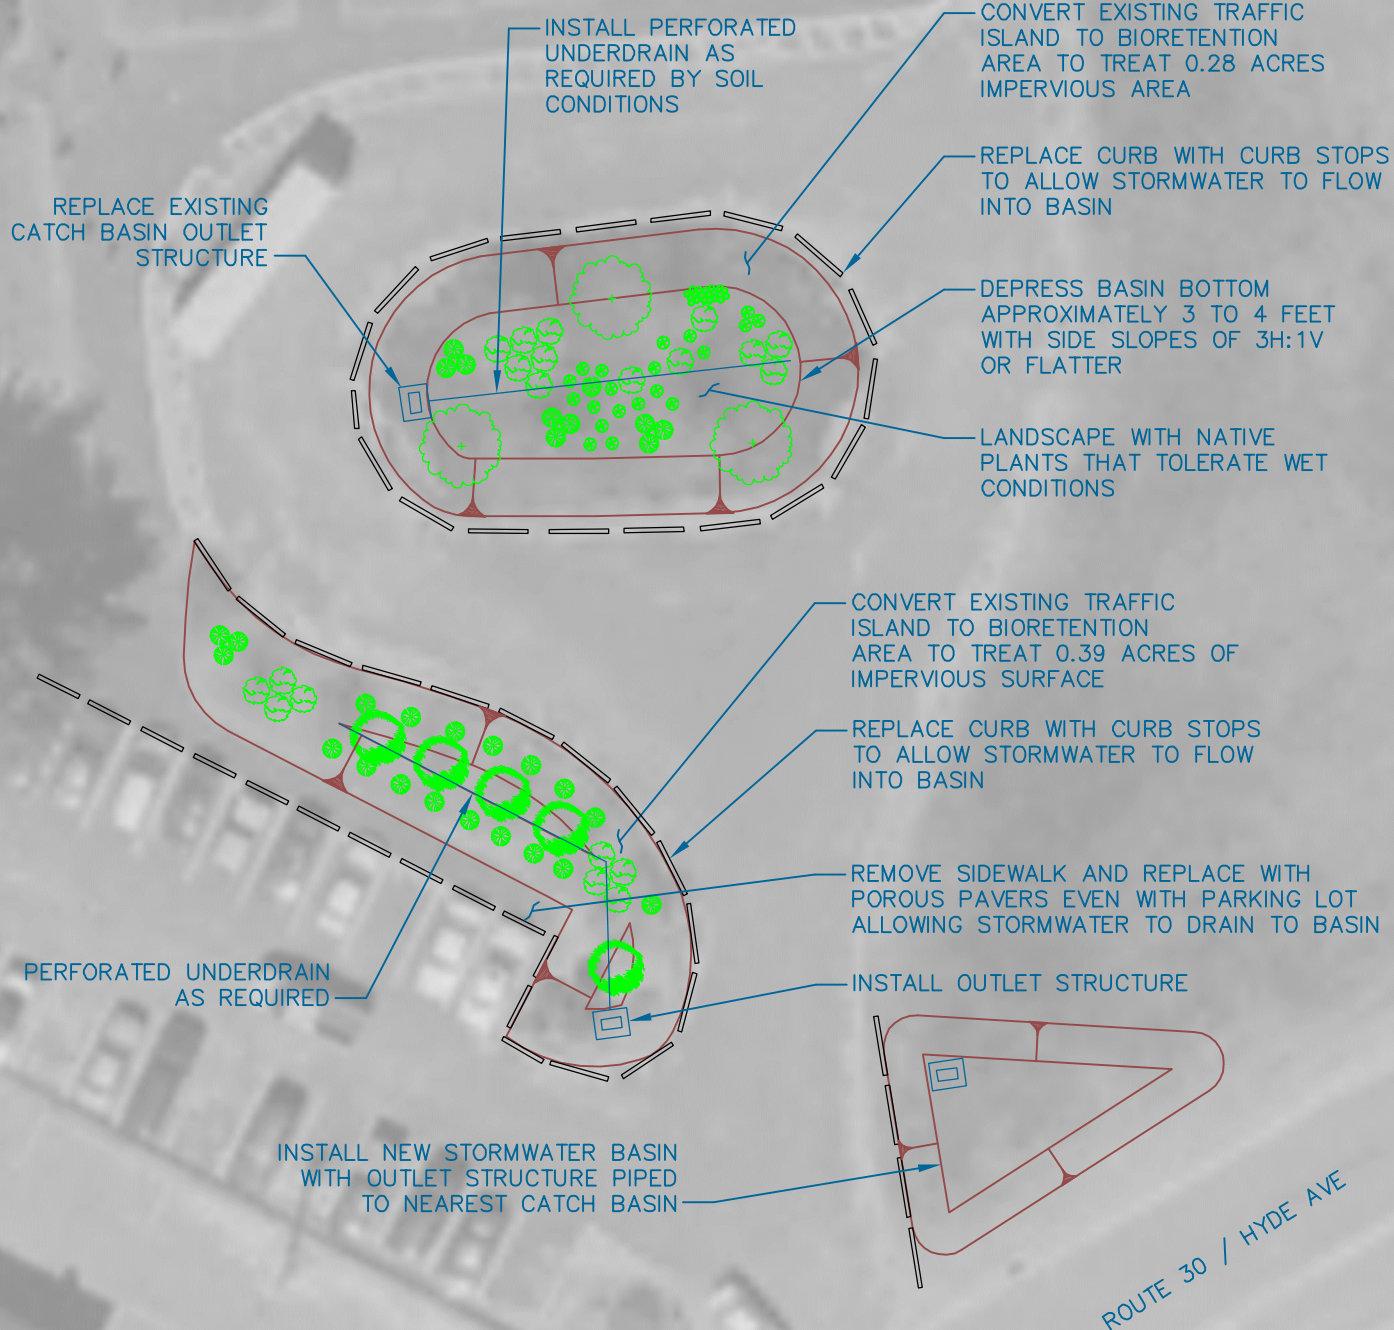 INSTALL PERFORATED
UNDERDRAIN AS
REQUIRED BY SOIL
CONDITIONS
CONVERT EXISTING TRAFFIC
ISLAND TO BIORETENTION
AREA TO TREAT 0.28 ACRES
IMPERVIOUS AREA
REPLACE CURB WITH CURB STOPS
TO ALLOW STORMWATER TO FLOW
INTO BASIN
REPLACE EXISTING
CATCH BASIN OUTLET
STRUCTURE
DEPRESS BASIN BOTTOM
APPROXIMATELY 3 TO 4 FEET
WITH SIDE SLOPES OF 3H:1V
OR FLATTER
LANDSCAPE WITH NATIVE
PLANTS THAT TOLERATE WET
CONDITIONS
CONVERT EXISTING TRAFFIC
ISLAND TO BIORETENTION
AREA TO TREAT 0.39 ACRES OF
IMPERVIOUS SURFACE
REPLACE CURB WITH CURB STOPS
TO ALLOW STORMWATER TO FLOW
INTO BASIN
REMOVE SIDEWALK AND REPLACE WITH
POROUS PAVERS EVEN WITH PARKING LOT
ALLOWING STORMWATER TO DRAIN TO BASIN
PERFORATED UNDERDRAIN
AS REQUIRED
INSTALL OUTLET STRUCTURE
INSTALL NEW STORMWATER BASIN
WITH OUTLET STRUCTURE PIPED
TO NEAREST CATCH BASIN
ROUTE 30 / HYDE AVE